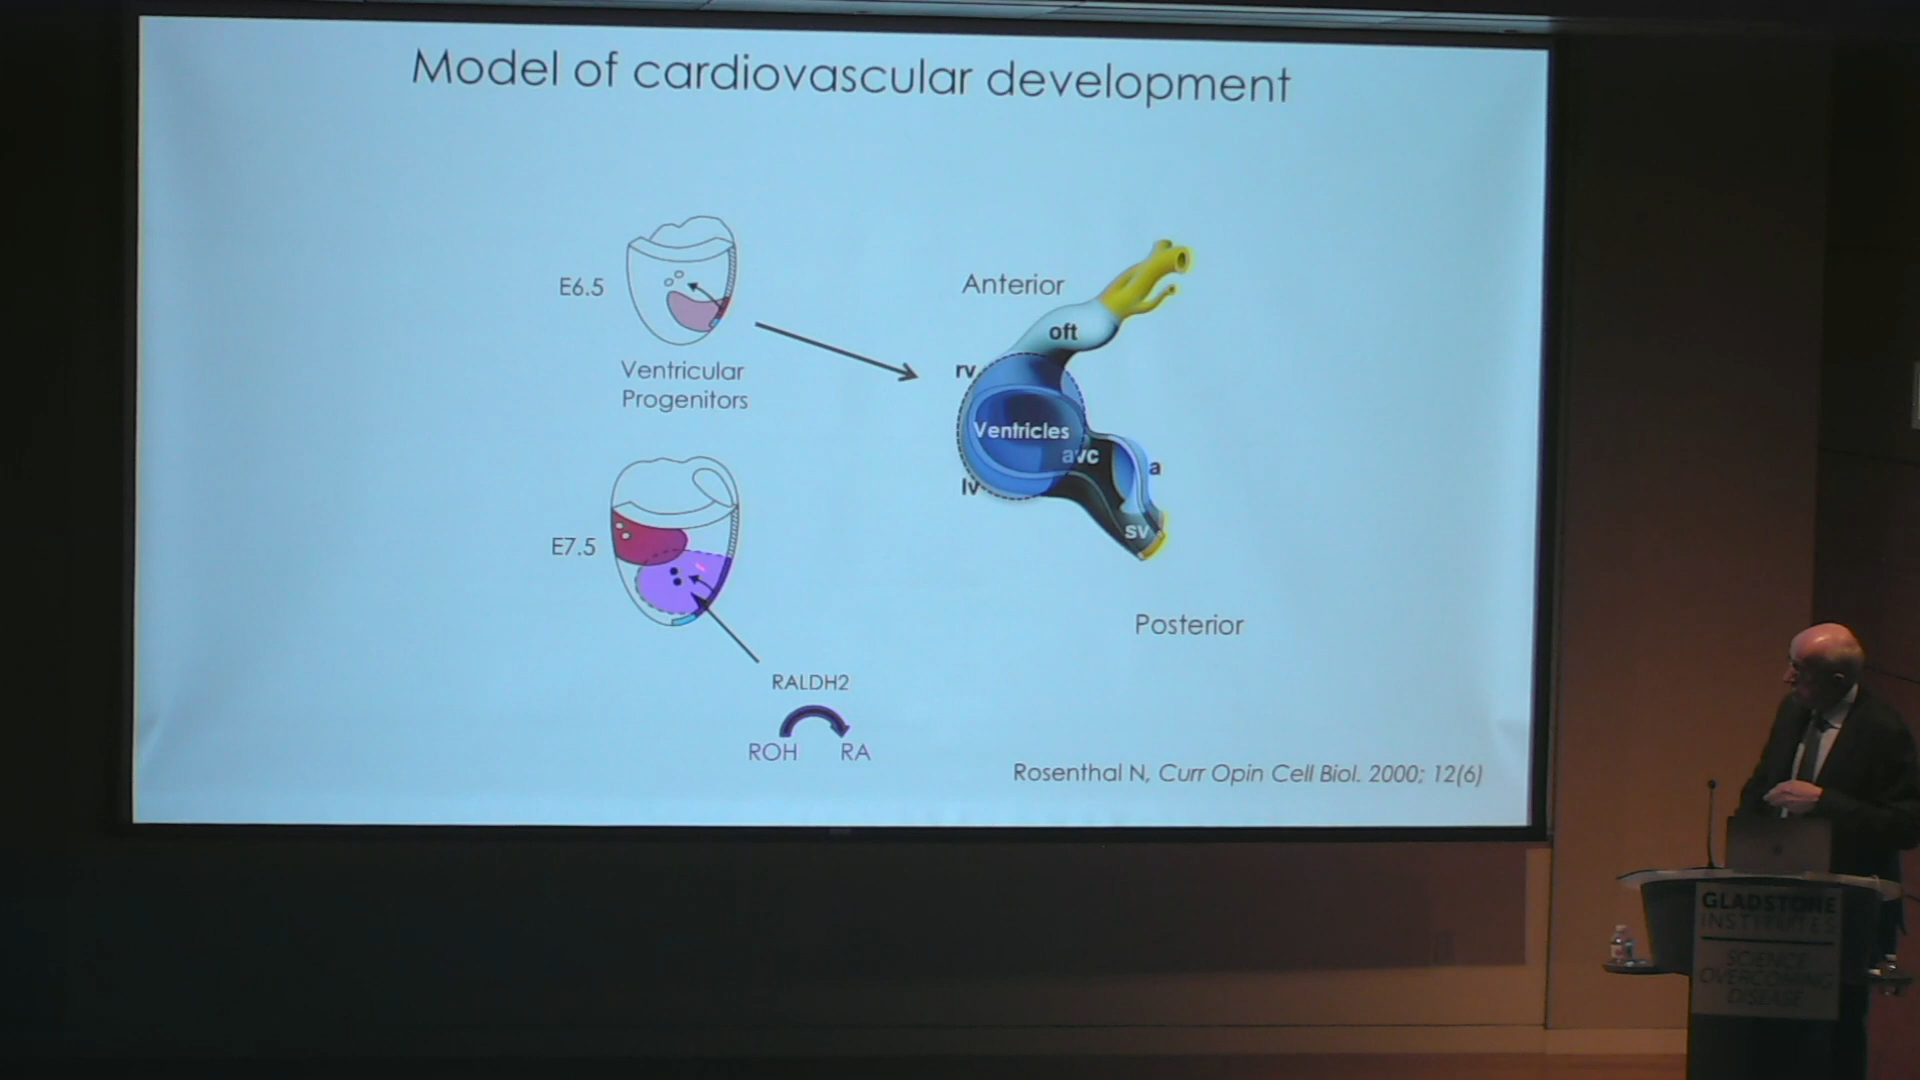 Model of cardiovascular development
E6.5
Ventricular
Progenitors
Anterior
oft
rv
Ventricles
avc
a
lv
sv
E7.5
Posterior
RALDH2
ROH
RA
Rosenthal N, Curr Opin Cell Biol. 2000; 12(6)
GLADSTONE
INSTITUTES
SCIENCE
OVERCOMING
DISEASE